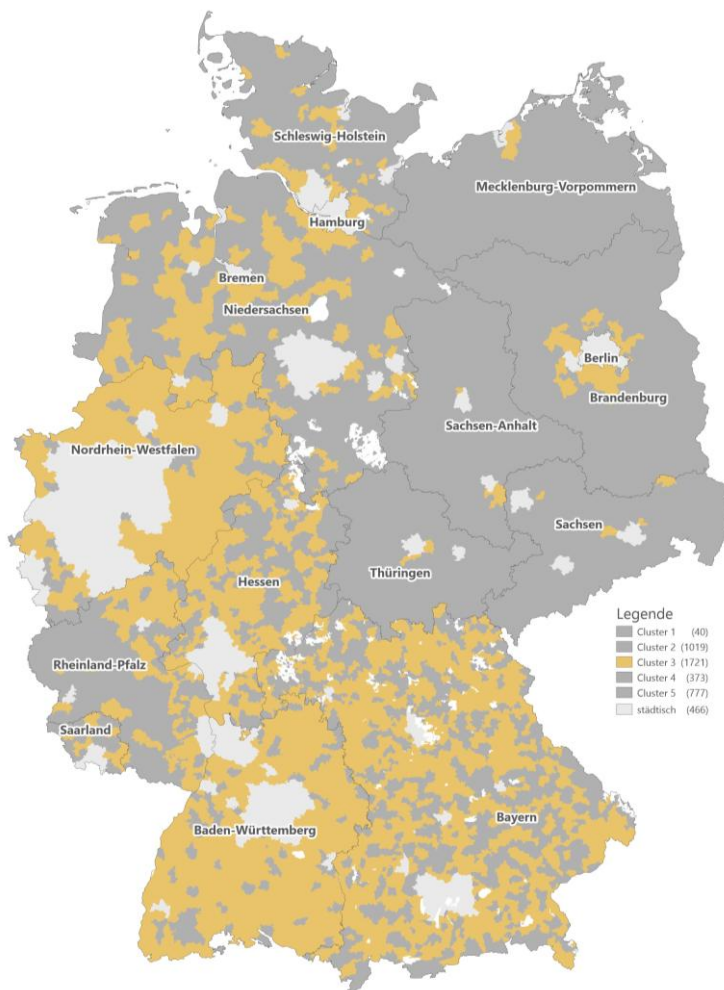 Schleswig-Holstein
Mecklenburg-Vorpommern
Hamburg
Bremen
Niedersachsen
Berlin
Brandenburg
Sachsen-Anhalt
Nordrhein-Westfalen
Sachsen
Thüringen
Hessen
Legende
Cluster 1 (40)
Cluster 2 (1019)
Cluster 3 (1721)
Cluster 4 (373)
Cluster 5 (777)
städtisch (466)
Rheinland-Pfalz
Saarland
Bayern
Baden-Württemberg